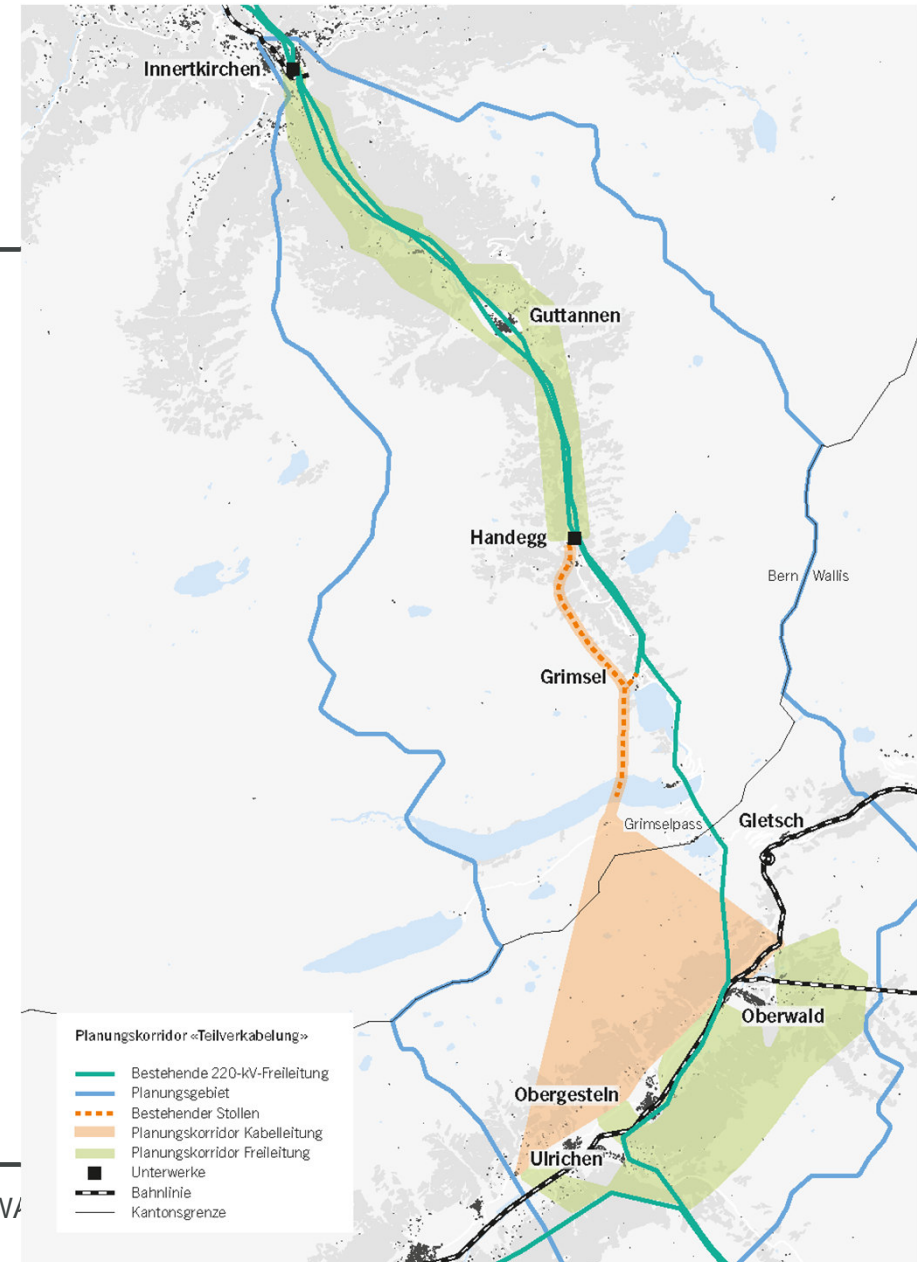 Innertkirchen
Guttannen
Handegg
Bern Wallis
Grimsel
Grimselpass
Gletsch
Oberwald
Obergesteln
Ulrichen
Planungskorridor «Teilverkabelung»
Bestehende 220-kV-Freileitung
Planungsgebiet
Bestehender Stollen
Planungskorridor Kabelleitung
Planungskorridor Freileitung
Unterwerke
Bahnlinie
Kantonsgrenze